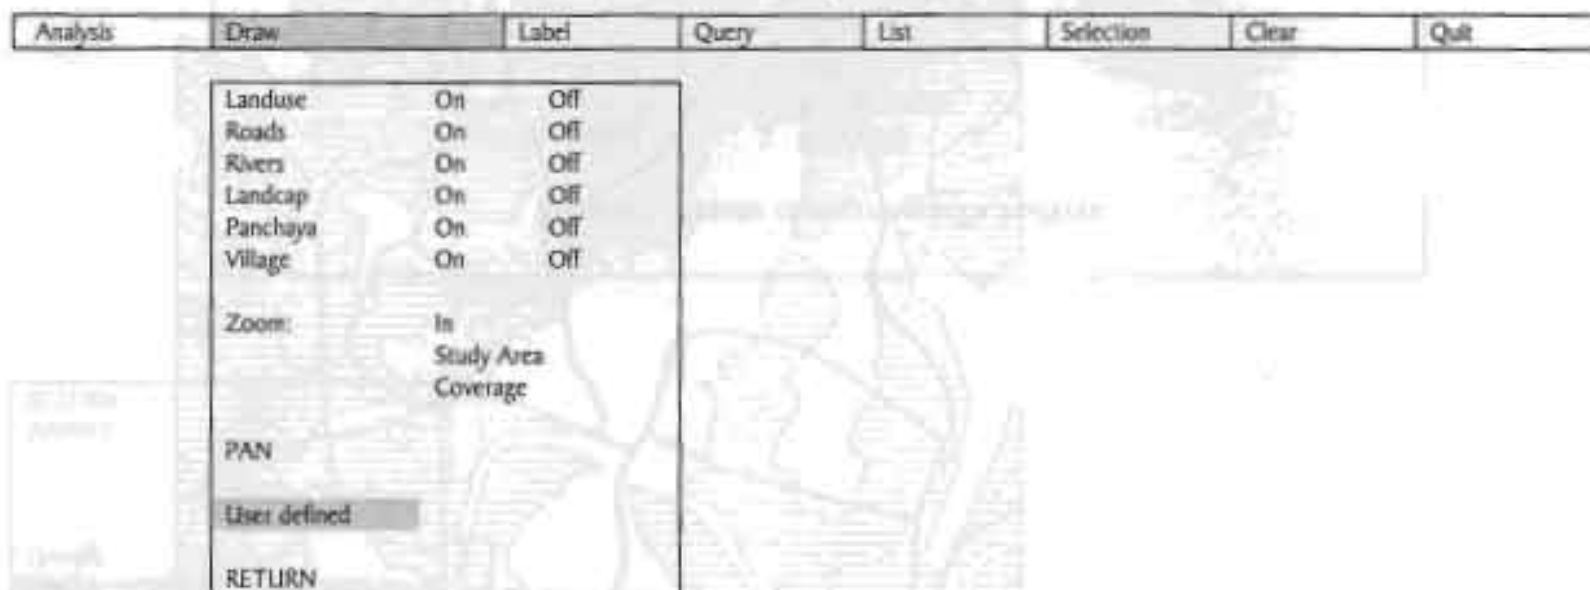 Analysis Draw Label Query List Selection Clear Quit
Landuse On Off
Roads On Off
Rivers On Off
Landcap On Off
Panchaya On Off
Village On Off
Zoom: In
Study Area
Coverage
PAN
User defined
RETURN